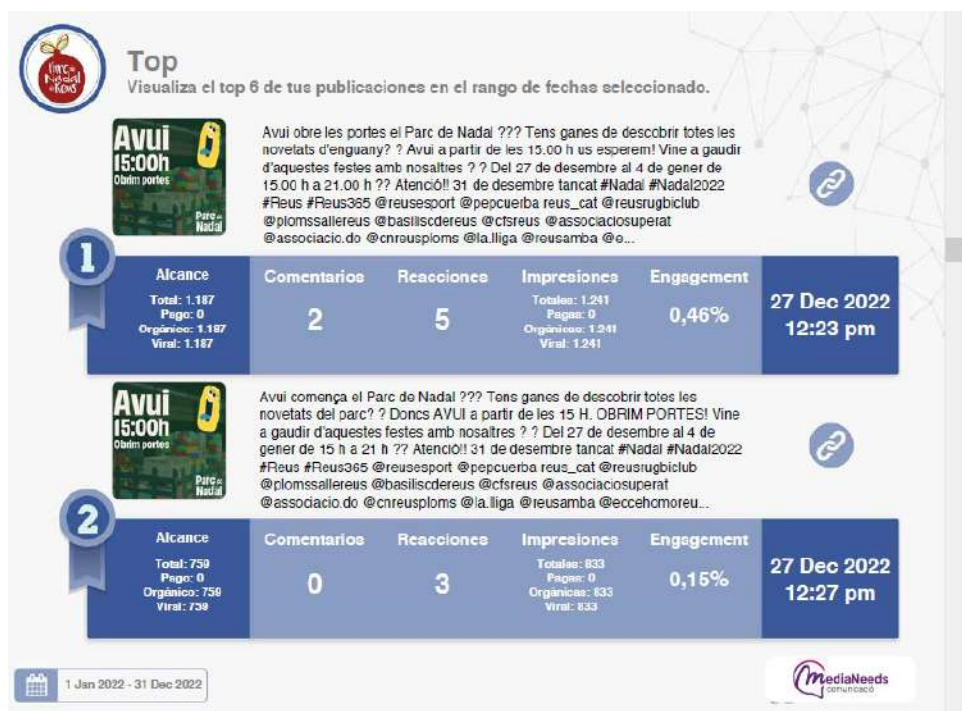 Parc de
Nadal
Reus
Top
Visualiza el top 6 de tus publicaciones en el rango de fechas seleccionado.
Avui
15:00h
Obrim portes
Parc de
Nadal
Avui obre les portes el Parc de Nadal ??? Tens ganes de descobrir totes les
novetats d'enguany? ? Avui a partir de les 15.00 h us esperem! Vine a gaudir
d'aquestes festes amb nosaltres ? ? Del 27 de desembre al 4 de gener de
15.00 h a 21.00 h ?? Atenció!! 31 de desembre tancat #Nadal #Nadal2022
#Reus #Reus365 @reusesport @pepcuerba reus_cat @reusrugbiclub
@plomssallereus @basiliscdereus @cfsreus @associaciosuperat
@associacio.do @cnreusploms @la.lliga @reusamba @e...
1
Alcance Comentarios Reacciones Impresiones Engagement
Total: 1.187
Pago: 0
Orgánico: 1.187
Viral: 1.187
2
5
Totales: 1.241
Pagas: 0
Orgánicas: 1.241
Viral: 1.241
0,46%
27 Dec 2022
12:23 pm
Avui
15:00h
Obrim portes
Parc de
Nadal
Avui comença el Parc de Nadal ??? Tens ganes de descobrir totes les
novetats del parc? ? Doncs AVUI a partir de les 15 H. OBRIM PORTES! Vine
a gaudir d'aquestes festes amb nosaltres ? ? Del 27 de desembre al 4 de
gener de 15 h a 21 h ?? Atenció!! 31 de desembre tancat #Nadal #Nadal2022
#Reus #Reus365 @reusesport @pepcuerba reus_cat @reusrugbiclub
@plomssallereus @basiliscdereus @cfsreus @associaciosuperat
@associacio.do @cnreusploms @la.lliga @reusamba @eccehomoreu...
2
Alcance Comentarios Reacciones Impresiones Engagement
Total: 759
Pago: 0
Orgánico: 759
Viral: 759
0
3
Totales: 833
Pagas: 0
Orgánicas: 833
Viral: 833
0,15%
27 Dec 2022
12:27 pm
1 Jan 2022 - 31 Dec 2022
MediaNeeds
comunicació